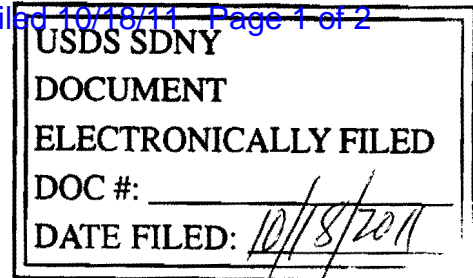 iled 10/18/11 Page 1 of 2
USDS SDNY
DOCUMENT
ELECTRONICALLY FILED
DOC #:
DATE FILED: 10/18/2011